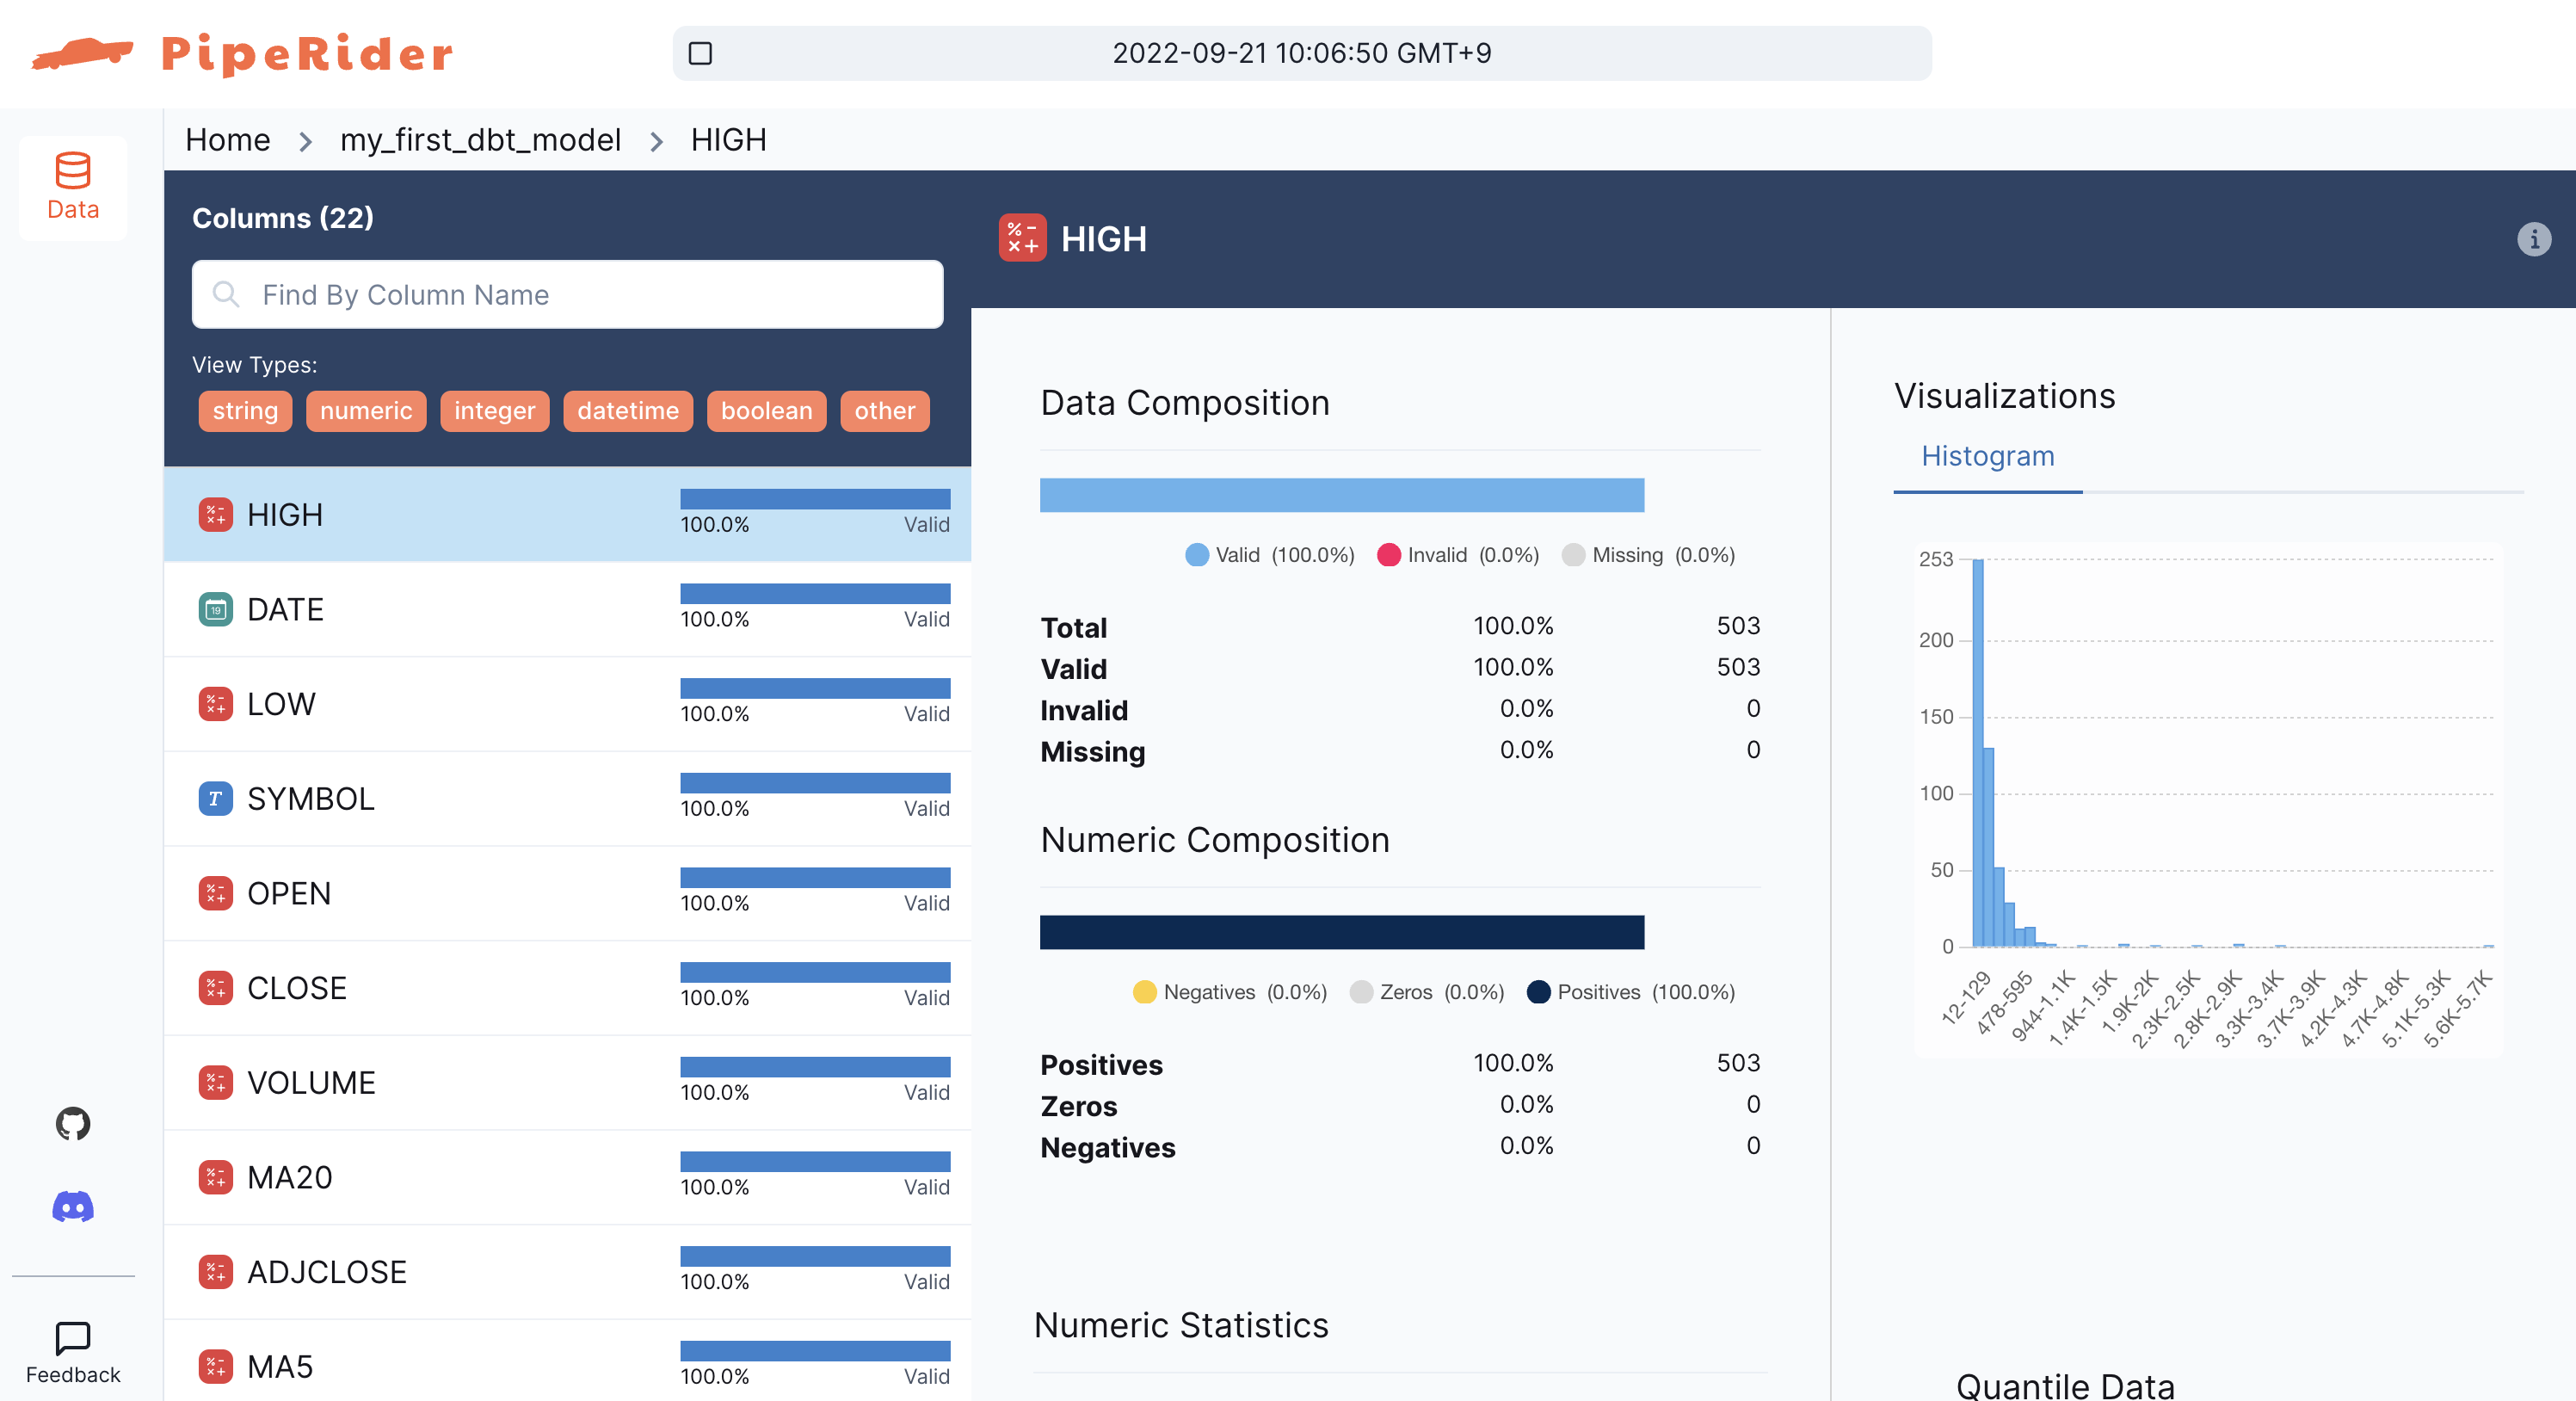 PipeRider
2022-09-21 10:06:50 GMT+9
Data
Home > my_first_dbt_model > HIGH
Columns (22)
Find By Column Name
View Types:
string numeric integer datetime boolean other
HIGH 100.0% Valid
DATE 100.0% Valid
LOW 100.0% Valid
SYMBOL 100.0% Valid
OPEN 100.0% Valid
CLOSE 100.0% Valid
VOLUME 100.0% Valid
MA20 100.0% Valid
ADJCLOSE 100.0% Valid
MA5 100.0% Valid
Feedback
HIGH
Data Composition
Valid (100.0%) Invalid (0.0%) Missing (0.0%)
Total 100.0% 503
Valid 100.0% 503
Invalid 0.0% 0
Missing 0.0% 0
Numeric Composition
Negatives (0.0%) Zeros (0.0%) Positives (100.0%)
Positives 100.0% 503
Zeros 0.0% 0
Negatives 0.0% 0
Numeric Statistics
Visualizations
Histogram
253
200
150
100
50
0
12-129 478-595 944-1.1K 1.4K-1.5K 1.9K-2K 2.3K-2.5K 2.8K-2.9K 3.3K-3.4K 3.7K-3.9K 4.2K-4.3K 4.7K-4.8K 5.1K-5.3K 5.6K-5.7K
Quantile Data